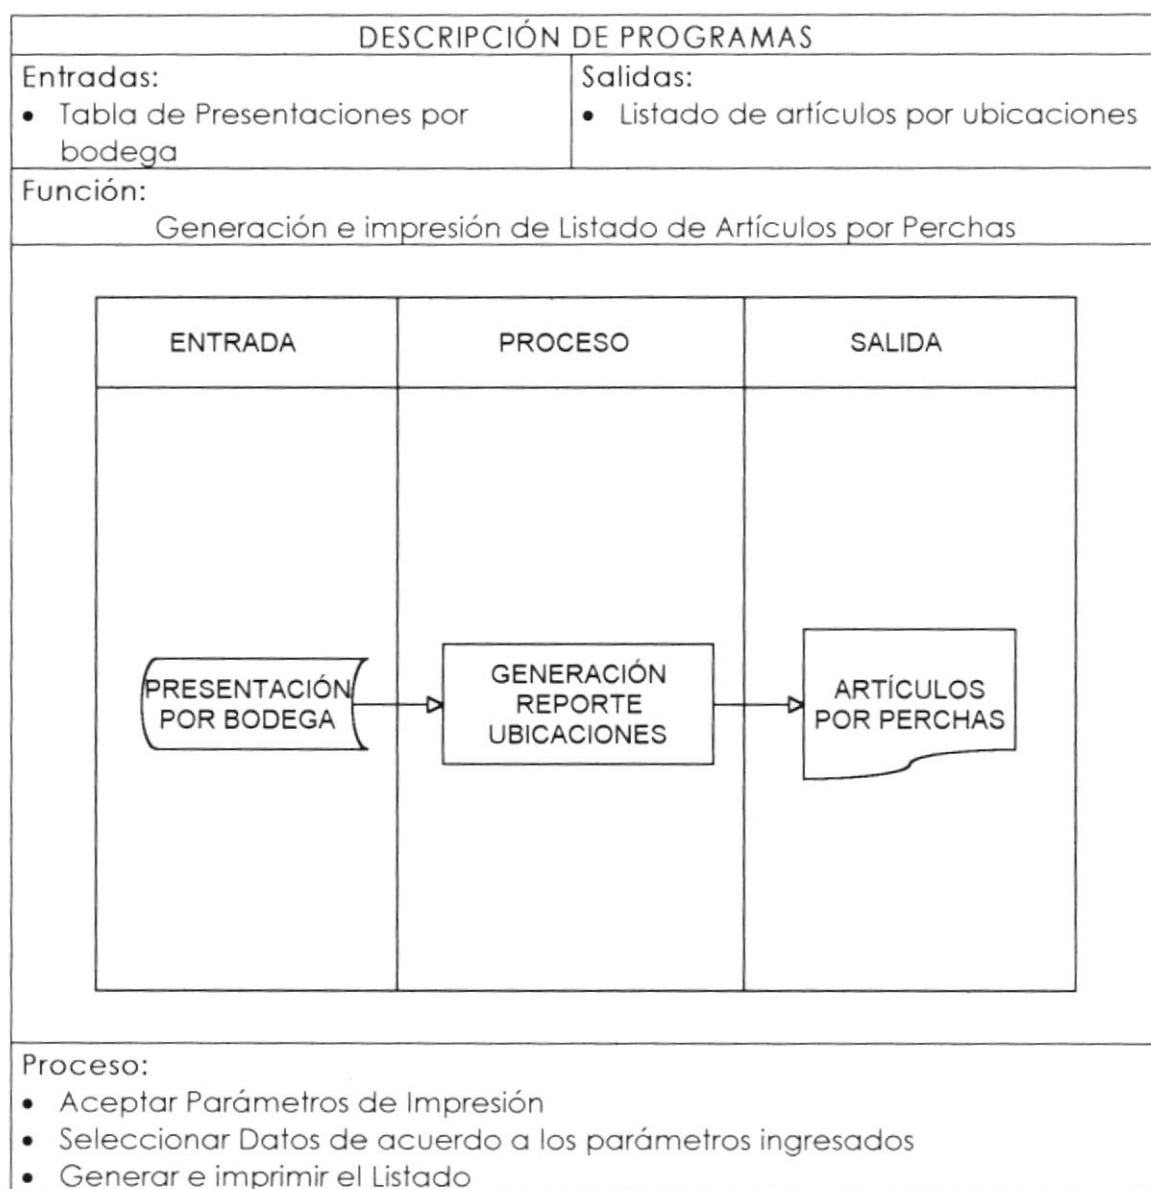 DESCRIPCIÓN DE PROGRAMAS
Entradas:
• Tabla de Presentaciones por
bodega
Salidas:
• Listado de artículos por ubicaciones
Función:
Generación e impresión de Listado de Artículos por Perchas
ENTRADA
PROCESO
SALIDA
PRESENTACIÓN
POR BODEGA
GENERACIÓN
REPORTE
UBICACIONES
ARTÍCULOS
POR PERCHAS
Proceso:
• Aceptar Parámetros de Impresión
• Seleccionar Datos de acuerdo a los parámetros ingresados
• Generar e imprimir el Listado